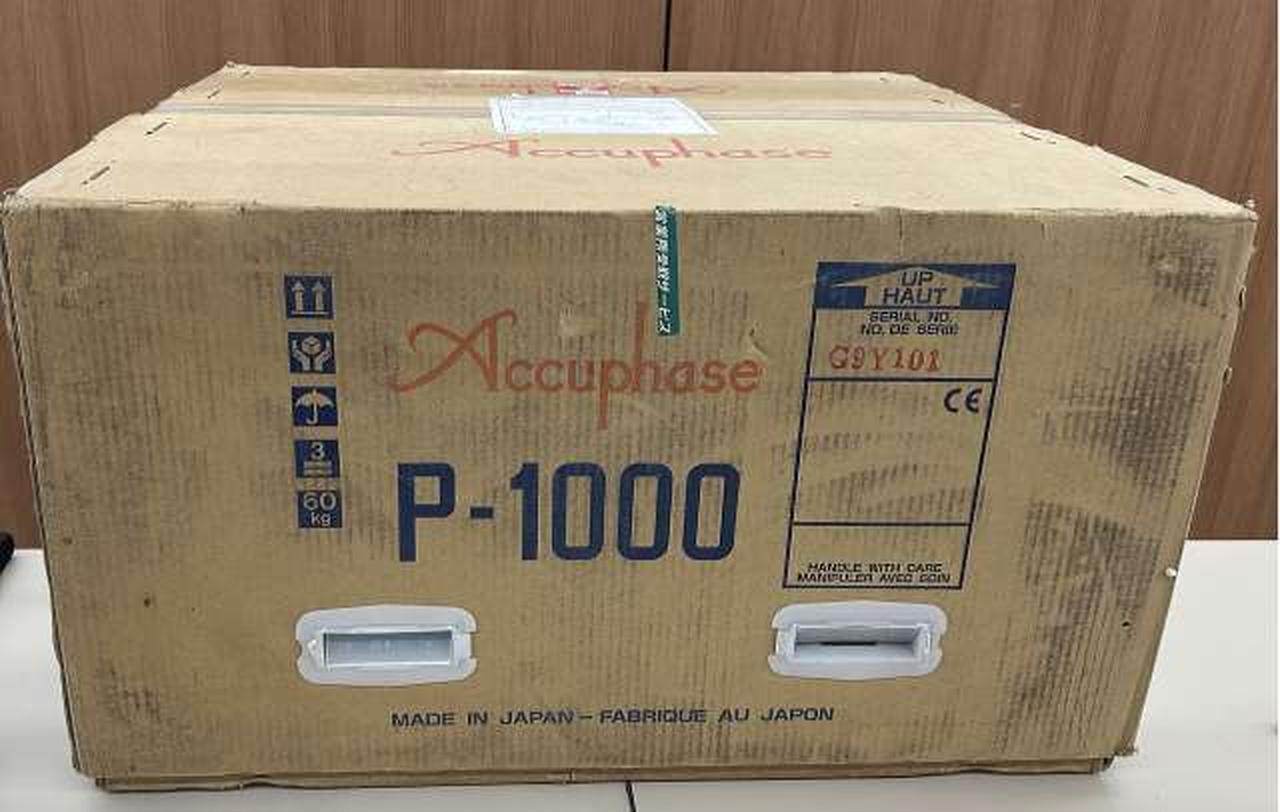 Accuphase
UP
HAUT
SERIAL NO.
NO. DE SERIE
G9Y101
Accuphase
CE
3
60
kg
P-1000
HANDLE WITH CARE
MANIPULER AVEC SOIN
MADE IN JAPAN – FABRIQUE AU JAPON